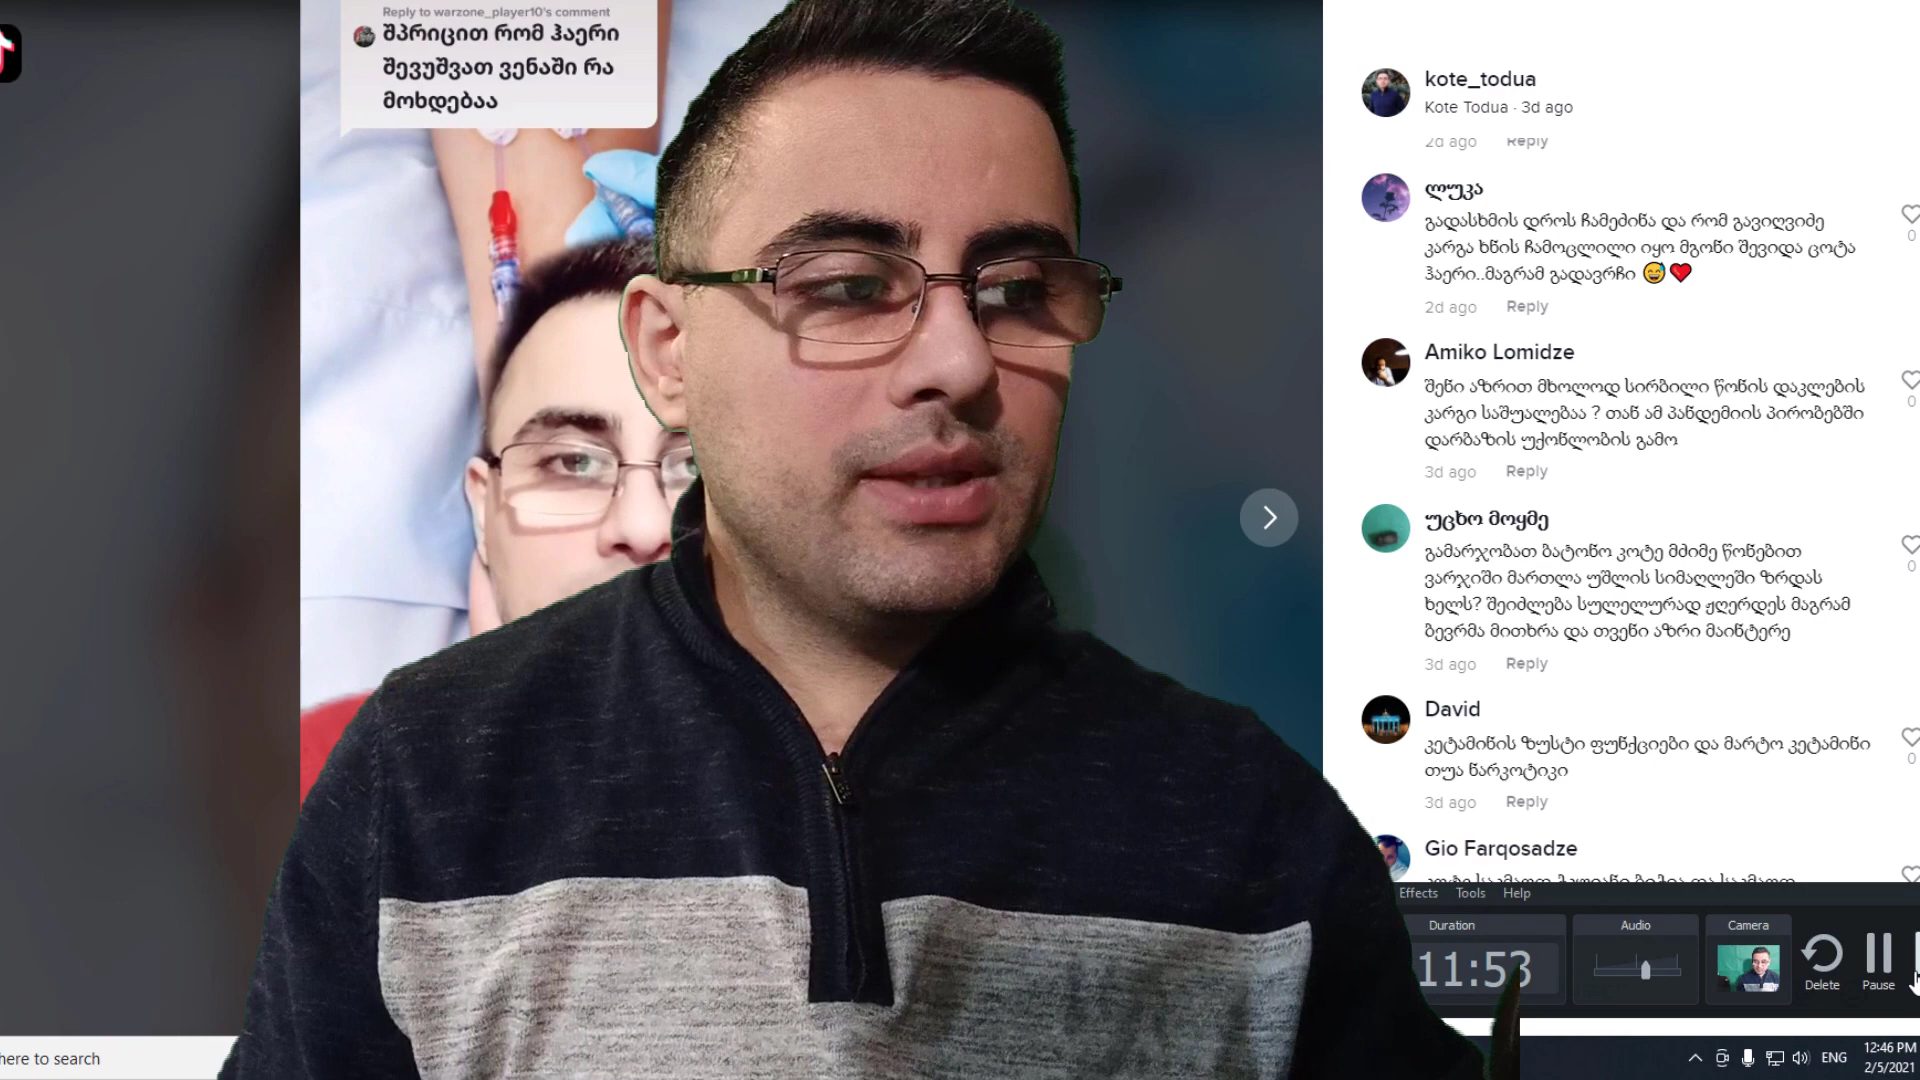 Reply to warzone_player10's comment
შპრიცით რომ ჰაერი
შევუშვათ ვენაში რა
მოხდებაა
kote_todua
Kote Todua · 3d ago
2d ago Reply
ლუკა
გადასხმის დროს ჩამეძინა და რომ გავიღვიძე
კარგა ხნის ჩამოცლილი იყო მგონი შევიდა ცოტა
ჰაერი..მაგრამ გადავრჩი 😅❤️
0
2d ago Reply
Amiko Lomidze
შენი აზრით მხოლოდ სირბილი წონის დაკლების
კარგი საშუალებაა ? თან ამ პანდემიის პირობებში
დარბაზის უქონლობის გამო
0
3d ago Reply
უცხო მოყმე
გამარჯობათ ბატონო კოტე მძიმე წონებით
ვარჯიში მართლა უშლის სიმაღლეში ზრდას
ხელს? შეიძლება სულელურად ჟღერდეს მაგრამ
ბევრმა მითხრა და თვენი აზრი მაინტერე
0
3d ago Reply
David
კეტამინის ზუსტი ფუნქციები და მარტო კეტამინი
თუა ნარკოტიკი
0
3d ago Reply
Gio Farqosadze
Effects Tools Help
Duration Audio Camera
11:53
Delete Pause
here to search
ENG
12:46 PM
2/5/2021